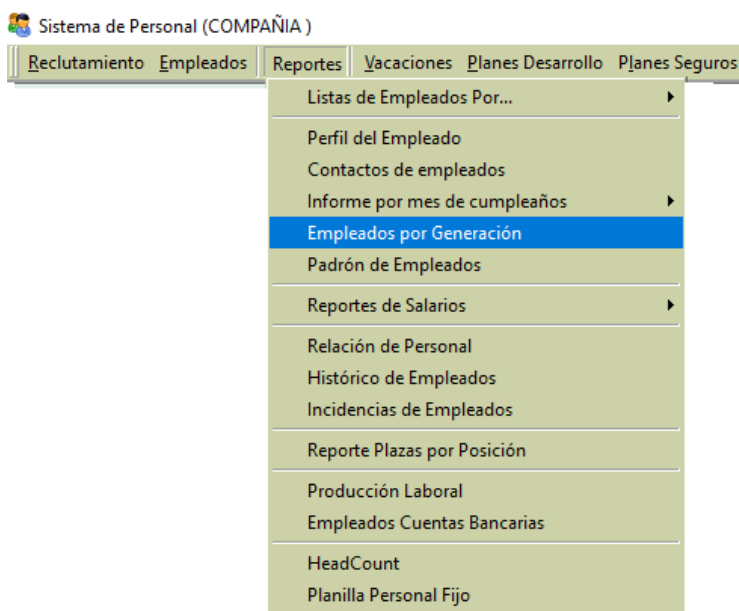 Sistema de Personal (COMPAÑIA )
Reclutamiento Empleados Reportes Vacaciones Planes Desarrollo Planes Seguros
Listas de Empleados Por...
Perfil del Empleado
Contactos de empleados
Informe por mes de cumpleaños
Empleados por Generación
Padrón de Empleados
Reportes de Salarios
Relación de Personal
Histórico de Empleados
Incidencias de Empleados
Reporte Plazas por Posición
Producción Laboral
Empleados Cuentas Bancarias
HeadCount
Planilla Personal Fijo